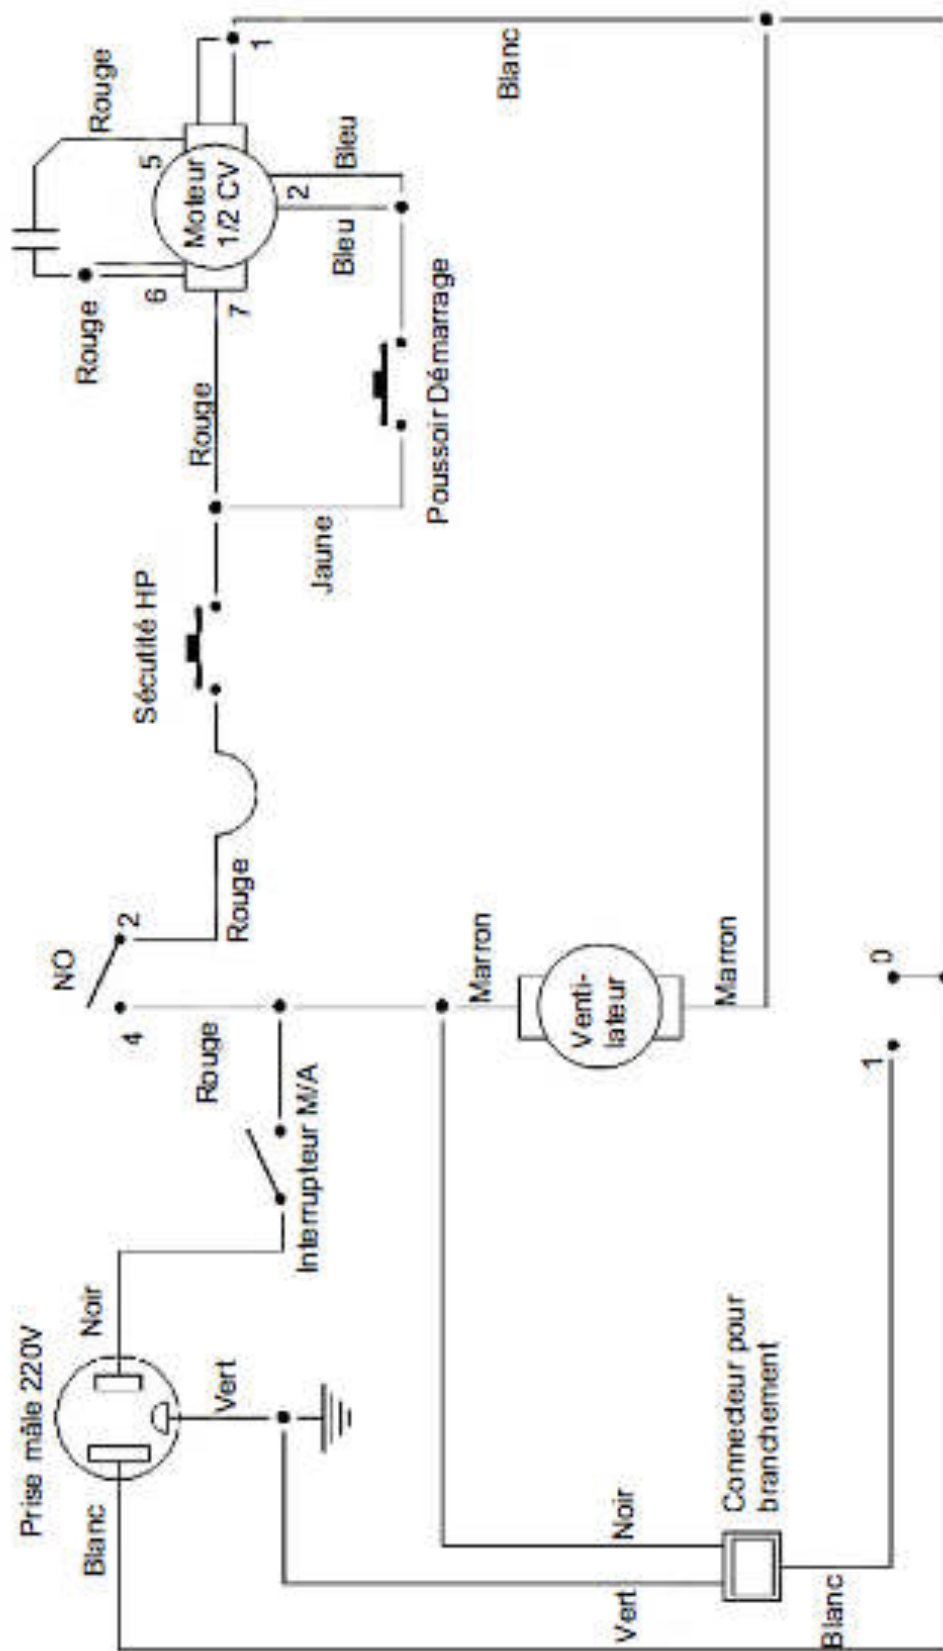 Prise mâle 220V
Blanc
Noir
Vert
Interrupteur M/A
Rouge
4
NO
2
Rouge
Sécutité HP
Jaune
Rouge
Poussoir Démarrage
Rouge
6
7
5
Rouge
Moteur
1/2 CV
2
Bleu
Bleu
1
Blanc
Marron
Venti-
lateur
Marron
Noir
Vert
Connecteur pour
branchement
Blanc
1
0